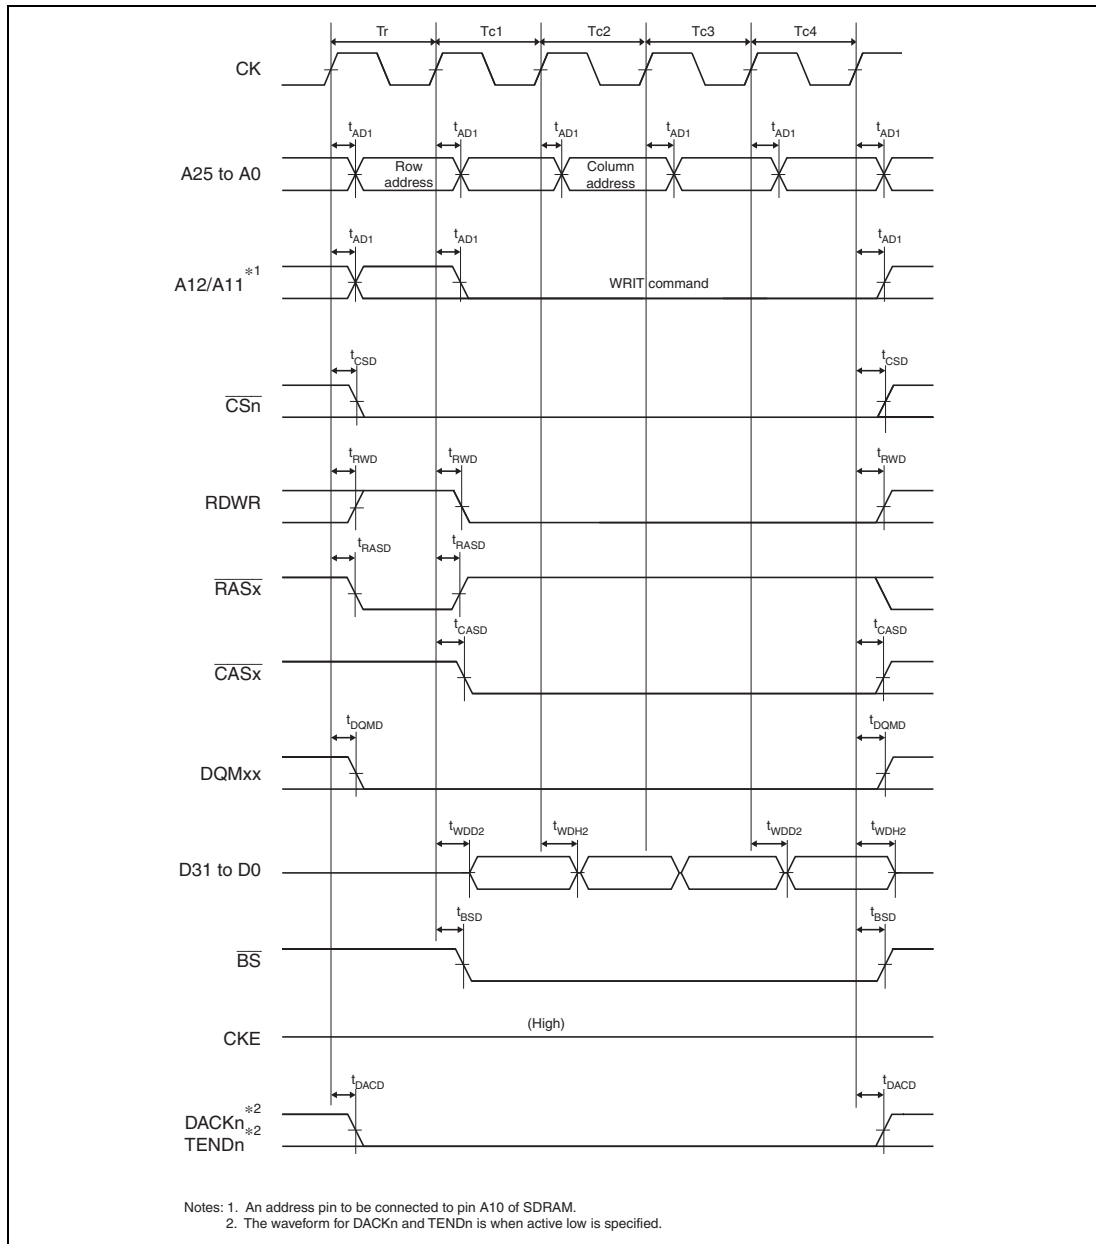 Tr Tc1 Tc2 Tc3 Tc4
CK
tAD1 tAD1 tAD1 tAD1 tAD1 tAD1
A25 to A0
Row address
Column address
tAD1 tAD1 tAD1
A12/A11*1
WRIT command
tCSD tCSD
CSn
tRWD tRWD tRWD
RDWR
tRASD tRASD
RASx
tCASD tCASD
CASx
tDQMD tDQMD
DQMxx
tWDD2 tWDH2 tWDD2 tWDH2
D31 to D0
tBSD tBSD
BS
(High)
CKE
tDACD tDACD
DACKn*2
TENDn*2
Notes: 1. An address pin to be connected to pin A10 of SDRAM.
2. The waveform for DACKn and TENDn is when active low is specified.